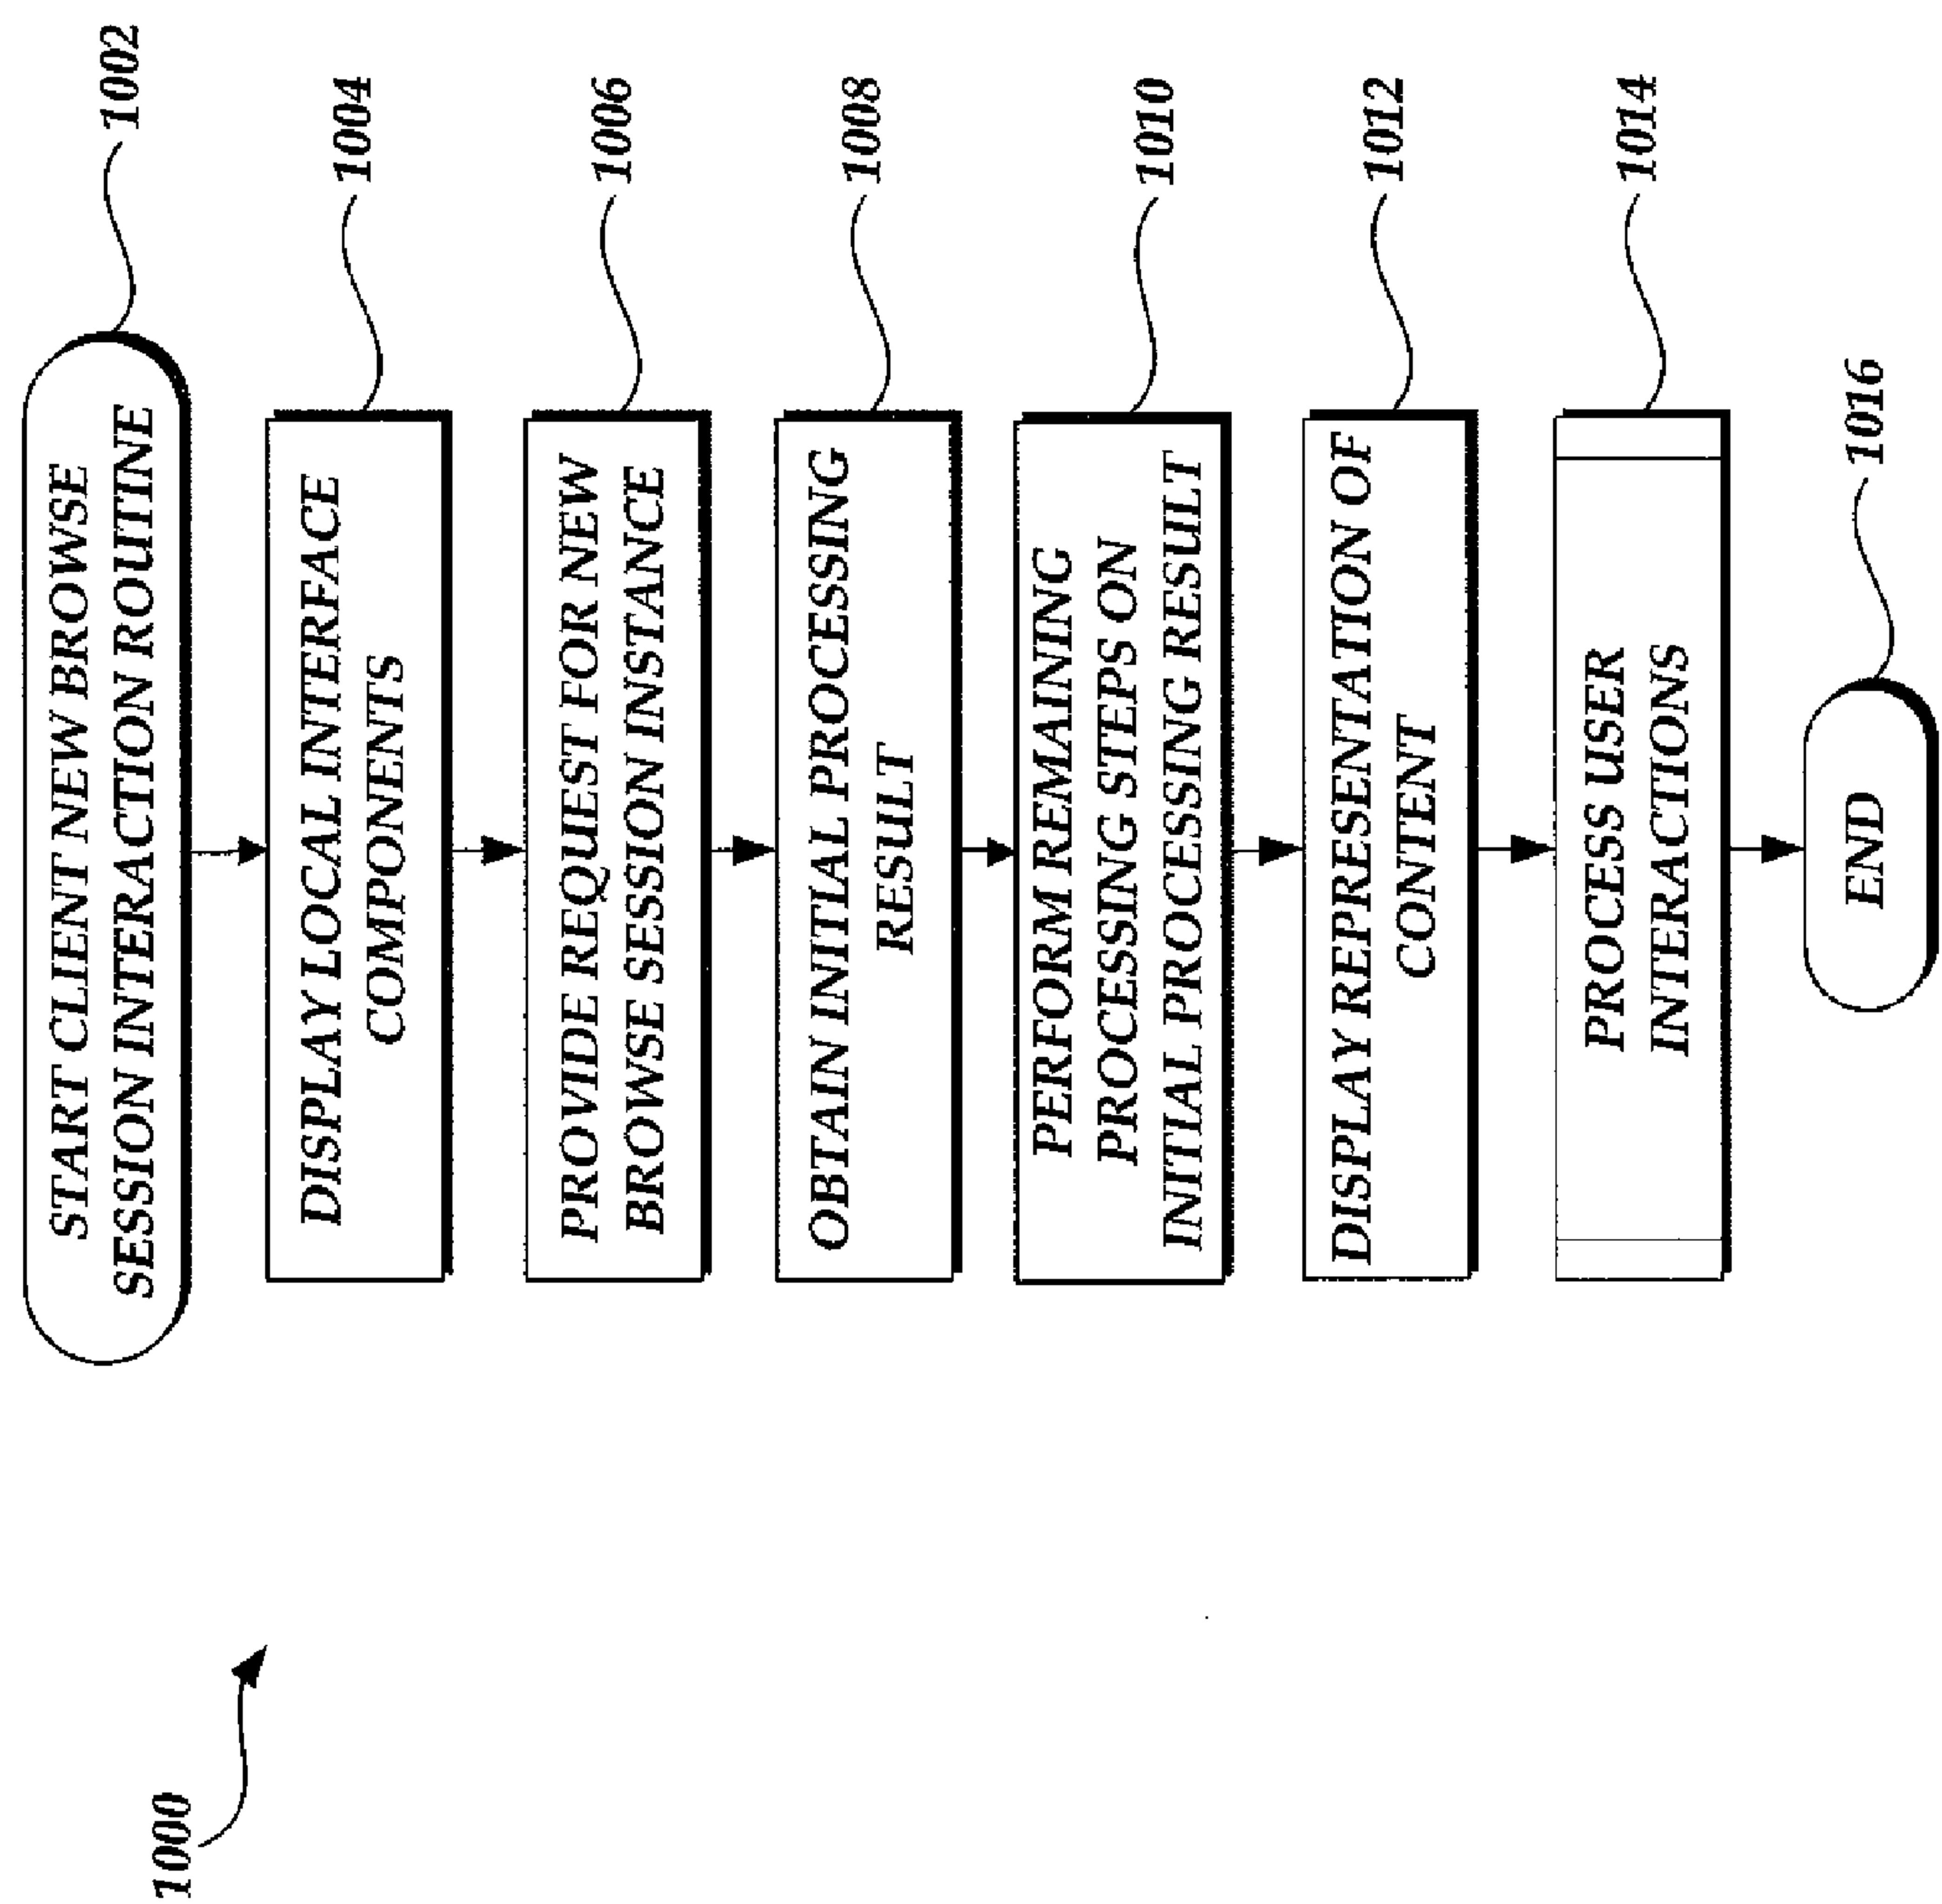 1000
START CLIENT NEW BROWSE
SESSION INTERACTION ROUTINE
1002
DISPLAY LOCAL INTERFACE
COMPONENTS
1004
PROVIDE REQUEST FOR NEW
BROWSE SESSION INSTANCE
1006
OBTAIN INITIAL PROCESSING
RESULT
1008
PERFORM REMAINING
PROCESSING STEPS ON
INITIAL PROCESSING RESULT
1010
DISPLAY REPRESENTATION OF
CONTENT
1012
PROCESS USER
INTERACTIONS
1014
END
1016